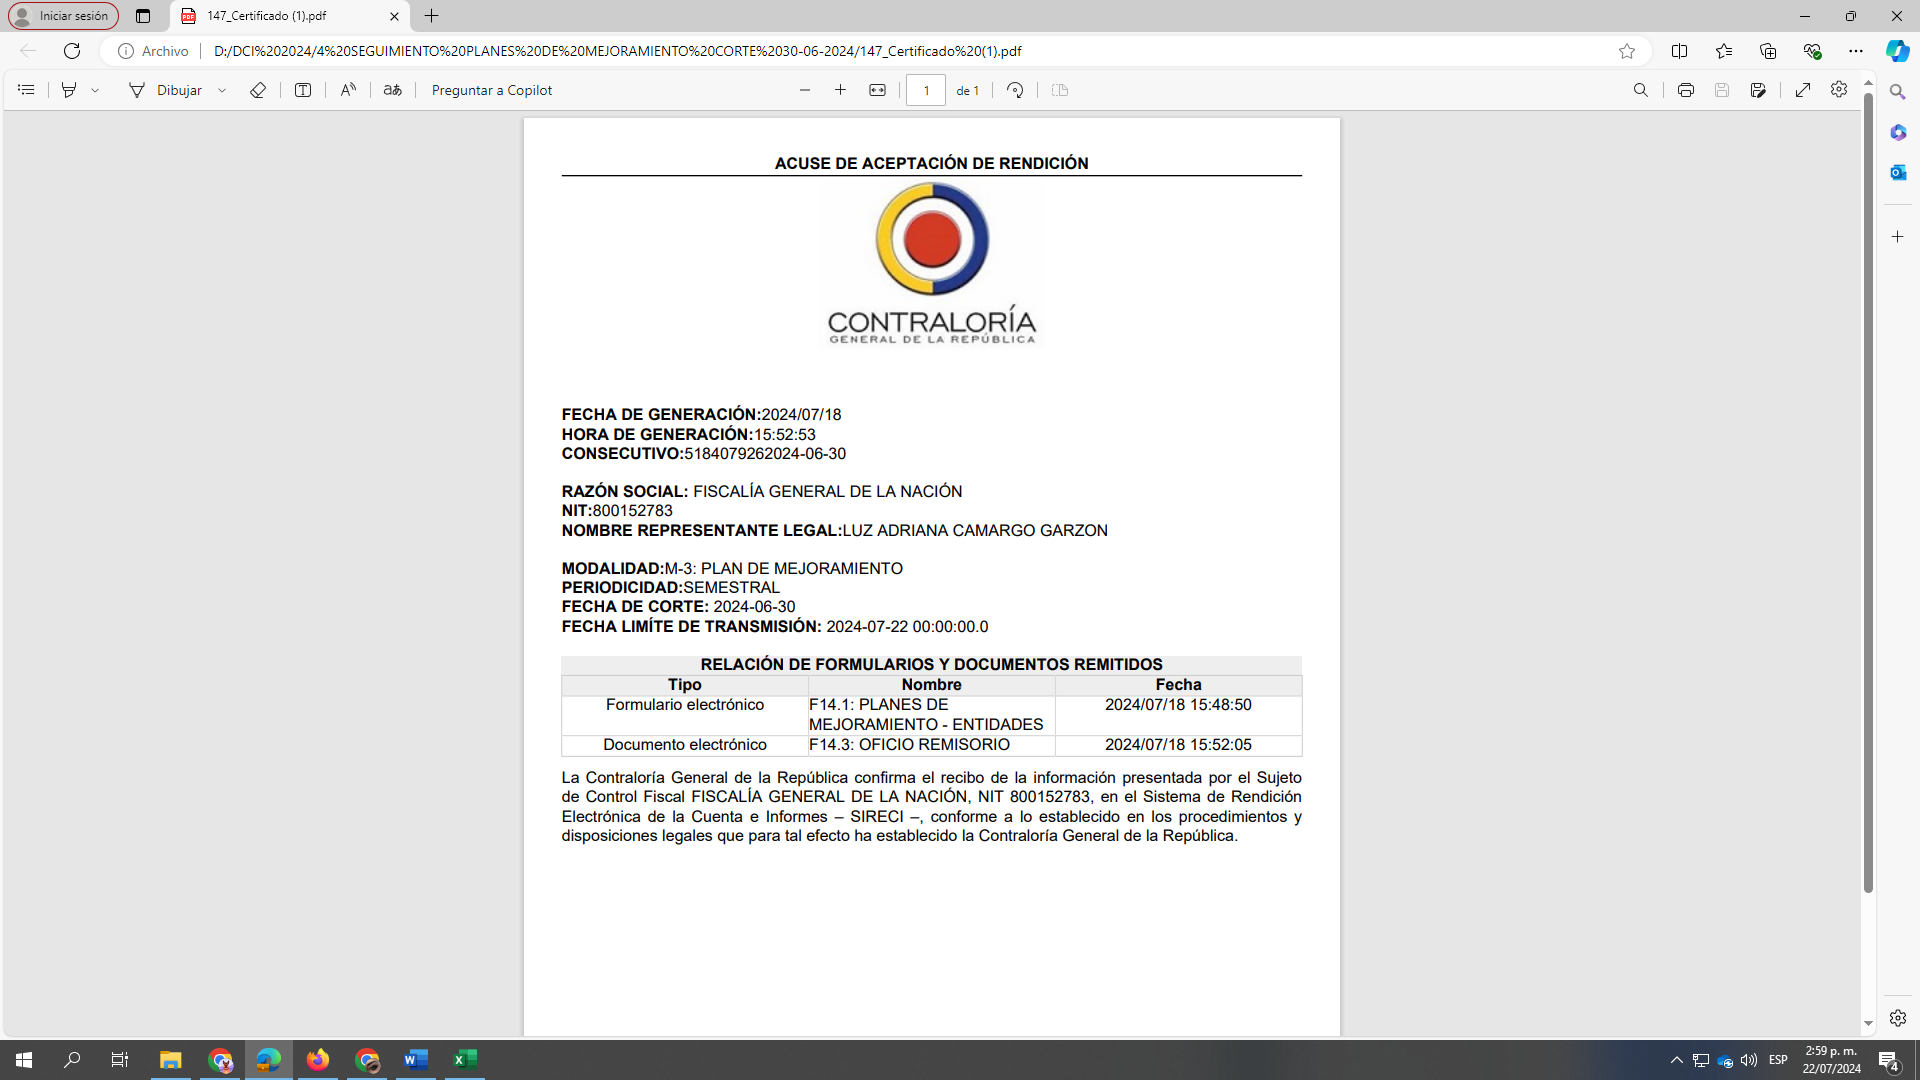 Iniciar sesión
147_Certificado (1).pdf
Archivo
D:/DCI%202024/4%20SEGUIMIENTO%20PLANES%20DE%20MEJORAMIENTO%20CORTE%2030-06-2024/147_Certificado%20(1).pdf
Dibujar
aあ
Preguntar a Copilot
1 de 1
ACUSE DE ACEPTACIÓN DE RENDICIÓN
CONTRALORÍA
GENERAL DE LA REPÚBLICA
FECHA DE GENERACIÓN:2024/07/18
HORA DE GENERACIÓN:15:52:53
CONSECUTIVO:5184079262024-06-30
RAZÓN SOCIAL: FISCALÍA GENERAL DE LA NACIÓN
NIT:800152783
NOMBRE REPRESENTANTE LEGAL:LUZ ADRIANA CAMARGO GARZON
MODALIDAD:M-3: PLAN DE MEJORAMIENTO
PERIODICIDAD:SEMESTRAL
FECHA DE CORTE: 2024-06-30
FECHA LIMÍTE DE TRANSMISIÓN: 2024-07-22 00:00:00.0
RELACIÓN DE FORMULARIOS Y DOCUMENTOS REMITIDOS
Tipo Nombre Fecha
Formulario electrónico F14.1: PLANES DE 2024/07/18 15:48:50
MEJORAMIENTO - ENTIDADES
Documento electrónico F14.3: OFICIO REMISORIO 2024/07/18 15:52:05
La Contraloría General de la República confirma el recibo de la información presentada por el Sujeto
de Control Fiscal FISCALÍA GENERAL DE LA NACIÓN, NIT 800152783, en el Sistema de Rendición
Electrónica de la Cuenta e Informes – SIRECI –, conforme a lo establecido en los procedimientos y
disposiciones legales que para tal efecto ha establecido la Contraloría General de la República.
ESP
2:59 p. m.
22/07/2024
4